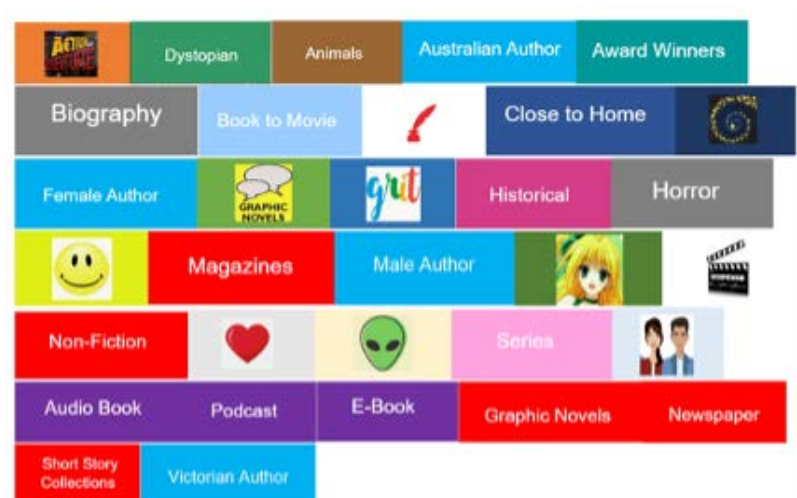 ACTION
Dystopian
Animals
Australian Author
Award Winners
Biography
Book to Movie
Close to Home
Female Author
GRAPHIC
NOVELS
grit
Historical
Horror
Magazines
Male Author
Non-Fiction
Series
Audio Book
Podcast
E-Book
Graphic Novels
Newspaper
Short Story
Collections
Victorian Author